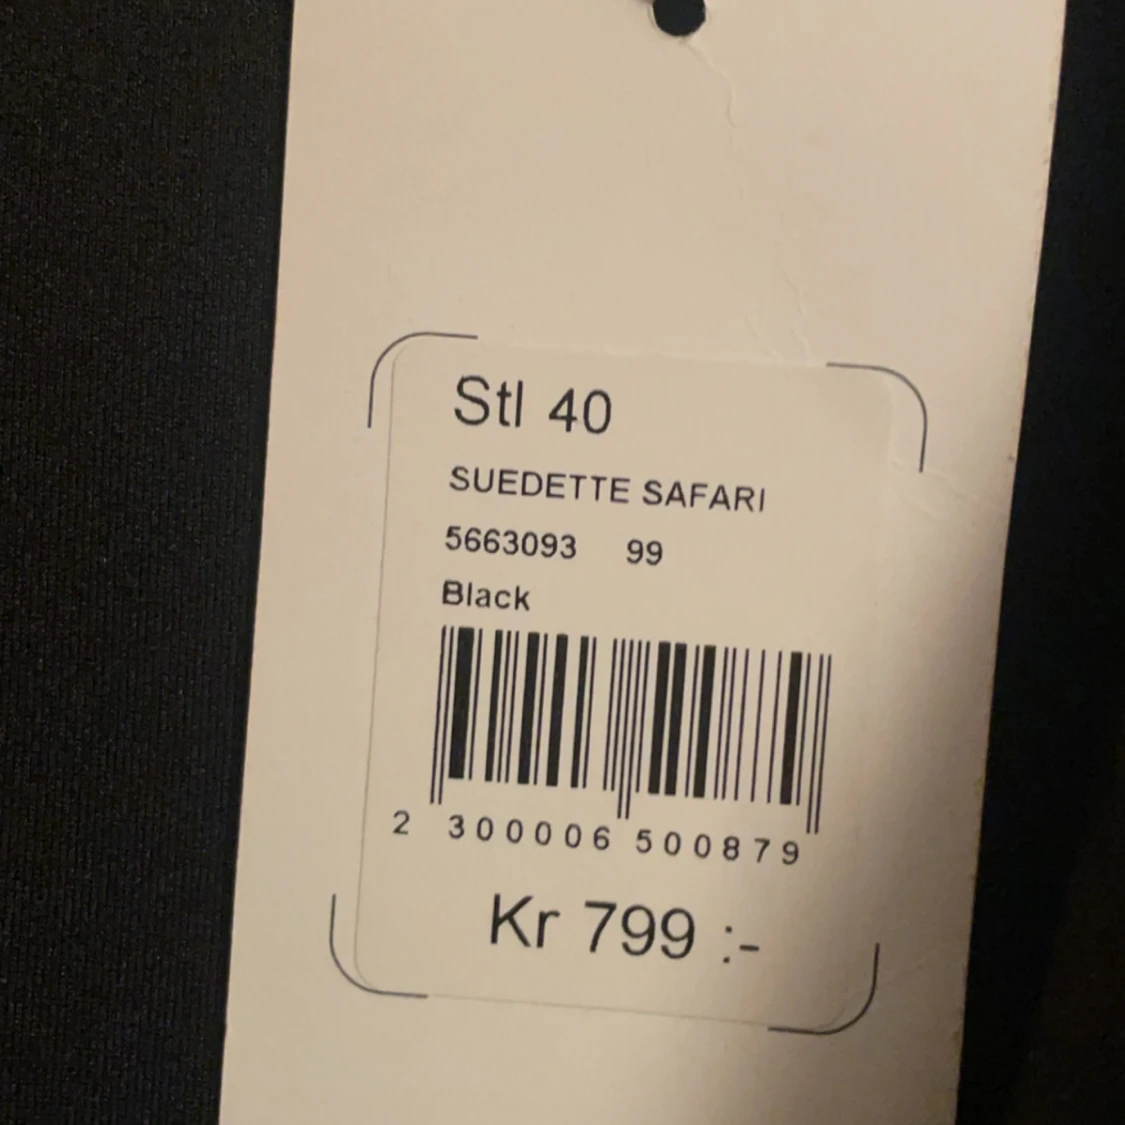 Stl 40
SUEDETTE SAFARI
5663093 99
Black
2 300006 500879
Kr 799 :-